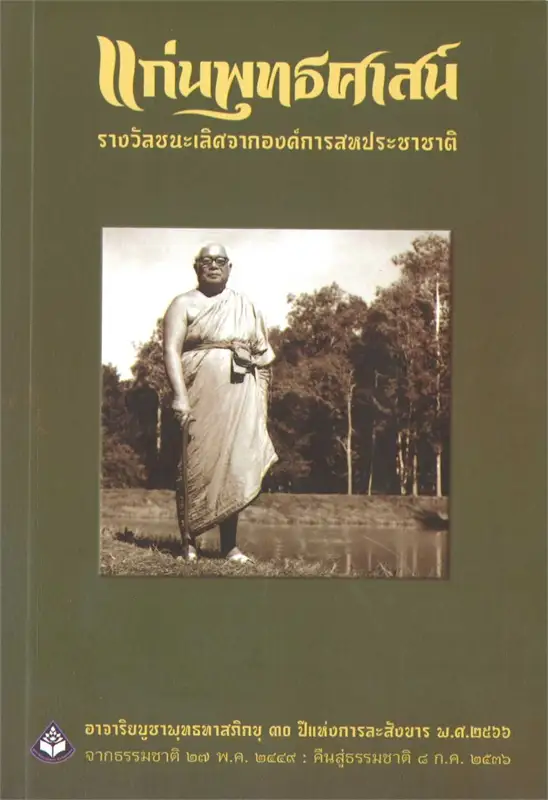 แก่นพุทธศาสน์
รางวัลชนะเลิศจากองค์การสหประชาชาติ
อาจาริยบูชาพุทธทาสภิกขุ ๓๐ ปีแห่งการละสังขาร พ.ศ.๒๕๖๖
จากธรรมชาติ ๒๗ พ.ค. ๒๔๔๙ : คืนสู่ธรรมชาติ ๘ ก.ค. ๒๕๓๖